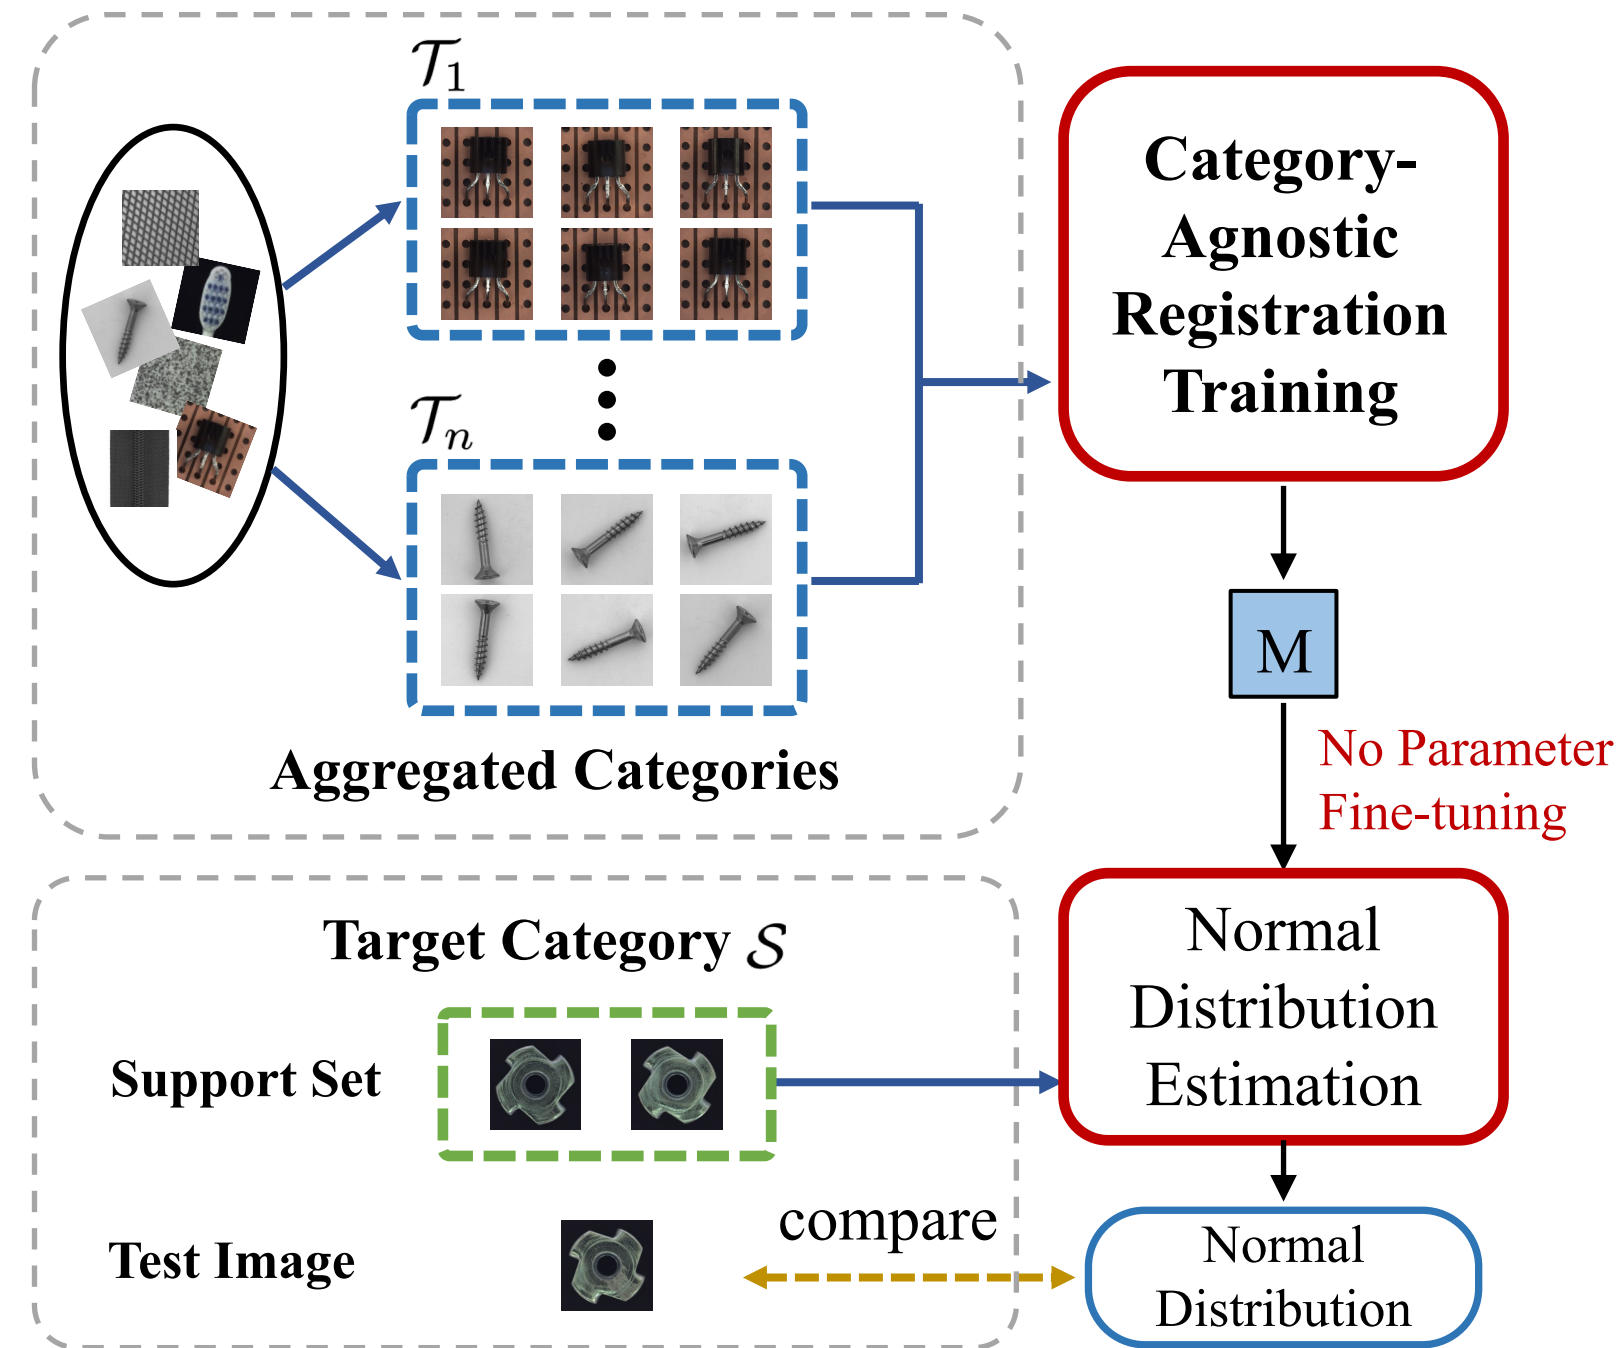 𝒯1
Category-
Agnostic
Registration
Training
𝒯n
M
No Parameter
Fine-tuning
Aggregated Categories
Target Category 𝒮
Normal
Distribution
Estimation
Support Set
compare
Test Image
Normal
Distribution